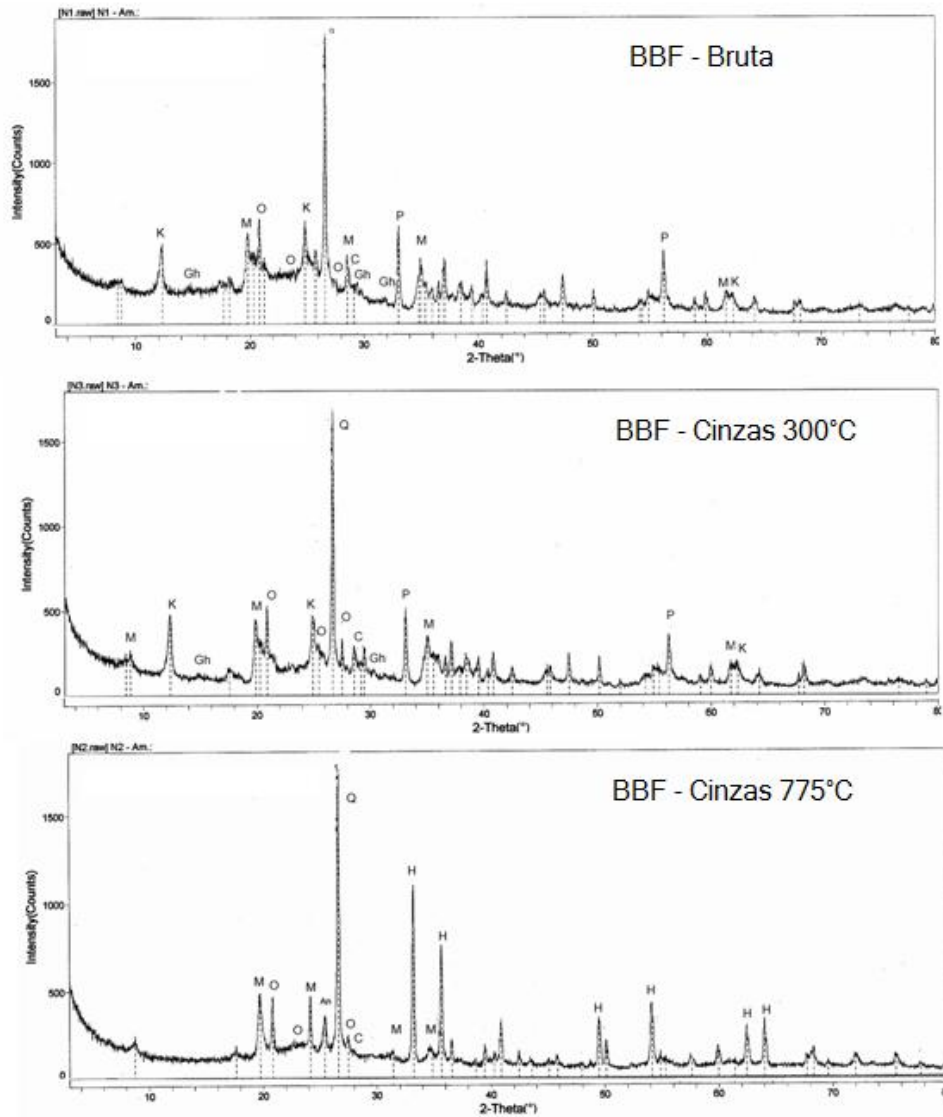 [N1.raw] N1 - Am.:
BBF - Bruta
Intensity(Counts)
1500
1000
500
0
K Gh M O O K O M C Gh Gh P M P M K
10 20 30 40 50 60 70 80
2-Theta(°)
[N3.raw] N3 - Am.:
BBF - Cinzas 300°C
Intensity(Counts)
1500
1000
500
0
Q
M K Gh M O K O O C Gh P M P M K
10 20 30 40 50 60 70 80
2-Theta(°)
[N2.raw] N2 - Am.:
BBF - Cinzas 775°C
Intensity(Counts)
1500
1000
500
0
Q
M O O M An O C M H M H H H H H
10 20 30 40 50 60 70
2-Theta(°)